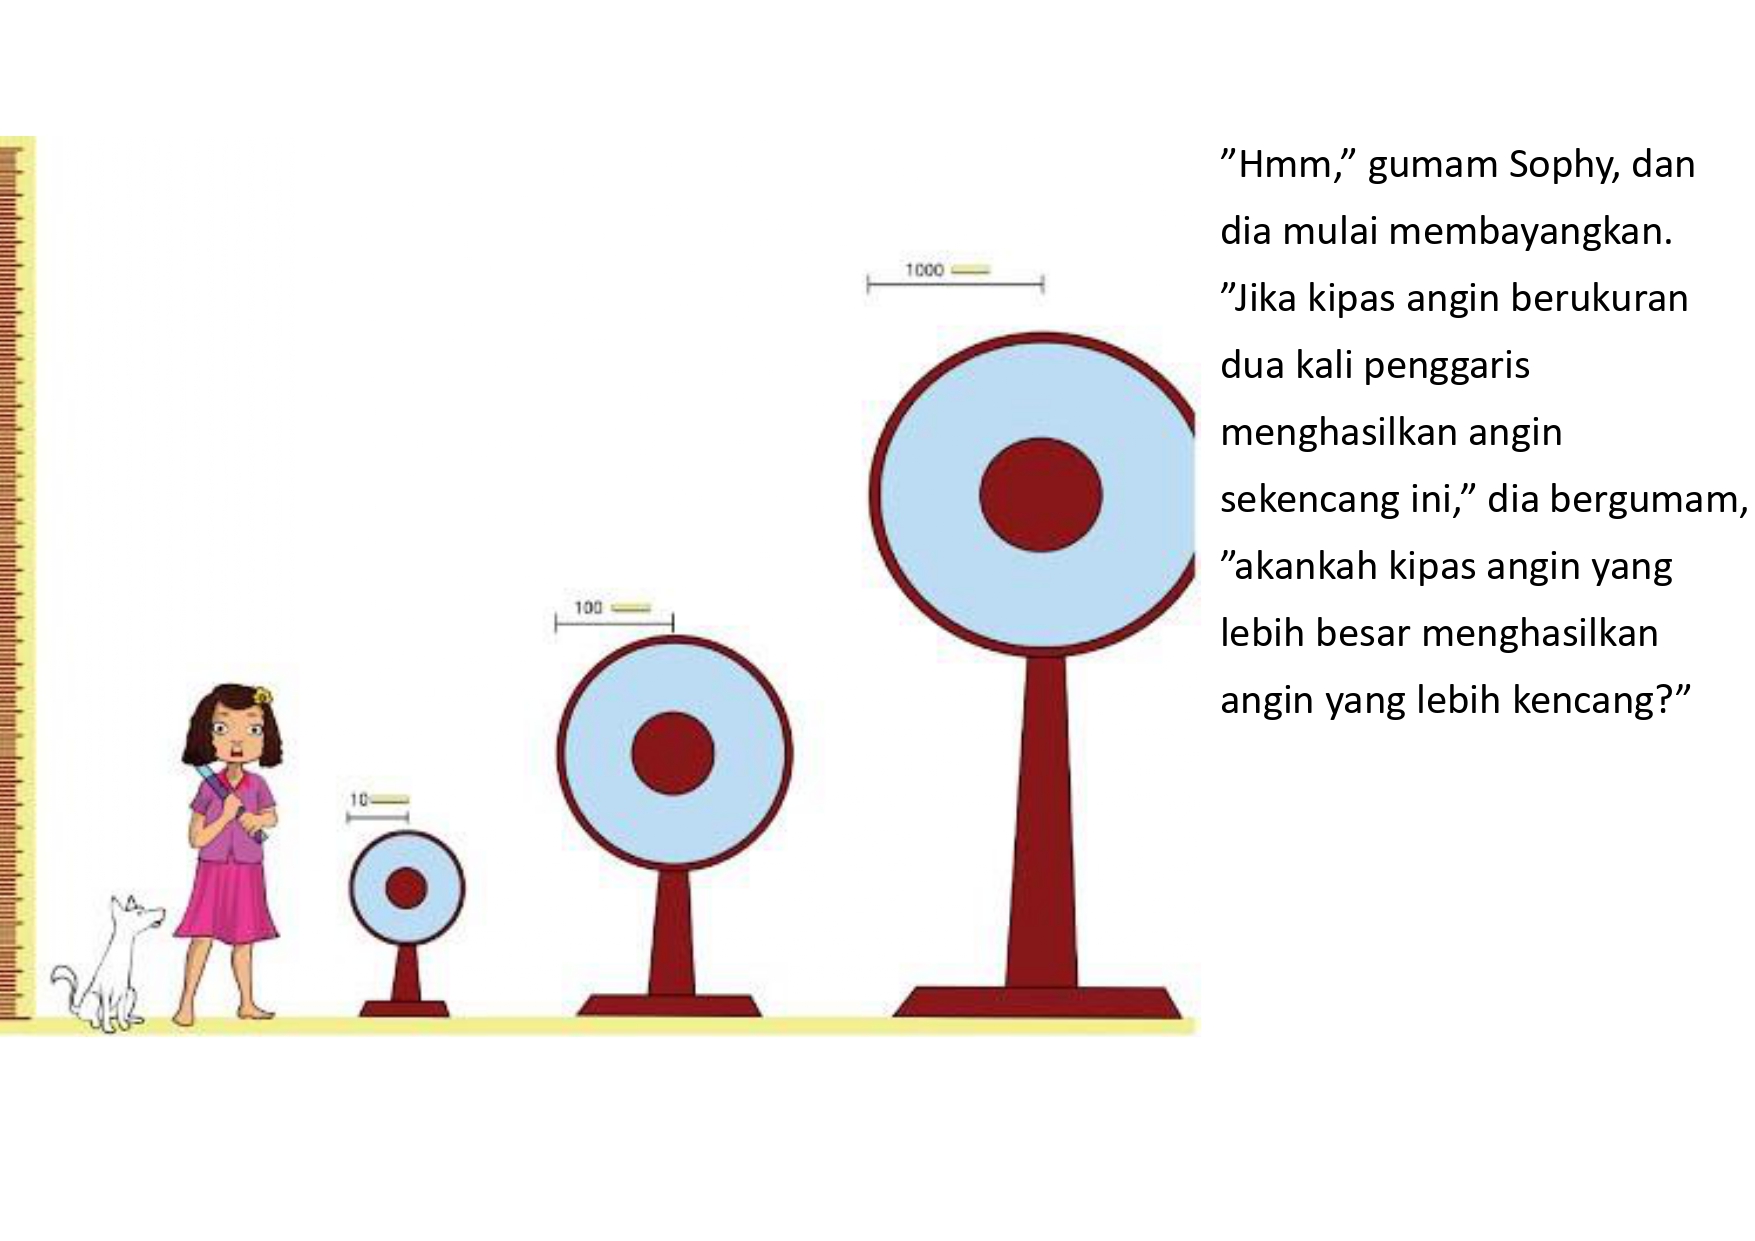 ”Hmm,” gumam Sophy, dan
dia mulai membayangkan.
”Jika kipas angin berukuran
dua kali penggaris
menghasilkan angin
sekencang ini,” dia bergumam,
”akankah kipas angin yang
lebih besar menghasilkan
angin yang lebih kencang?”
10
100
1000